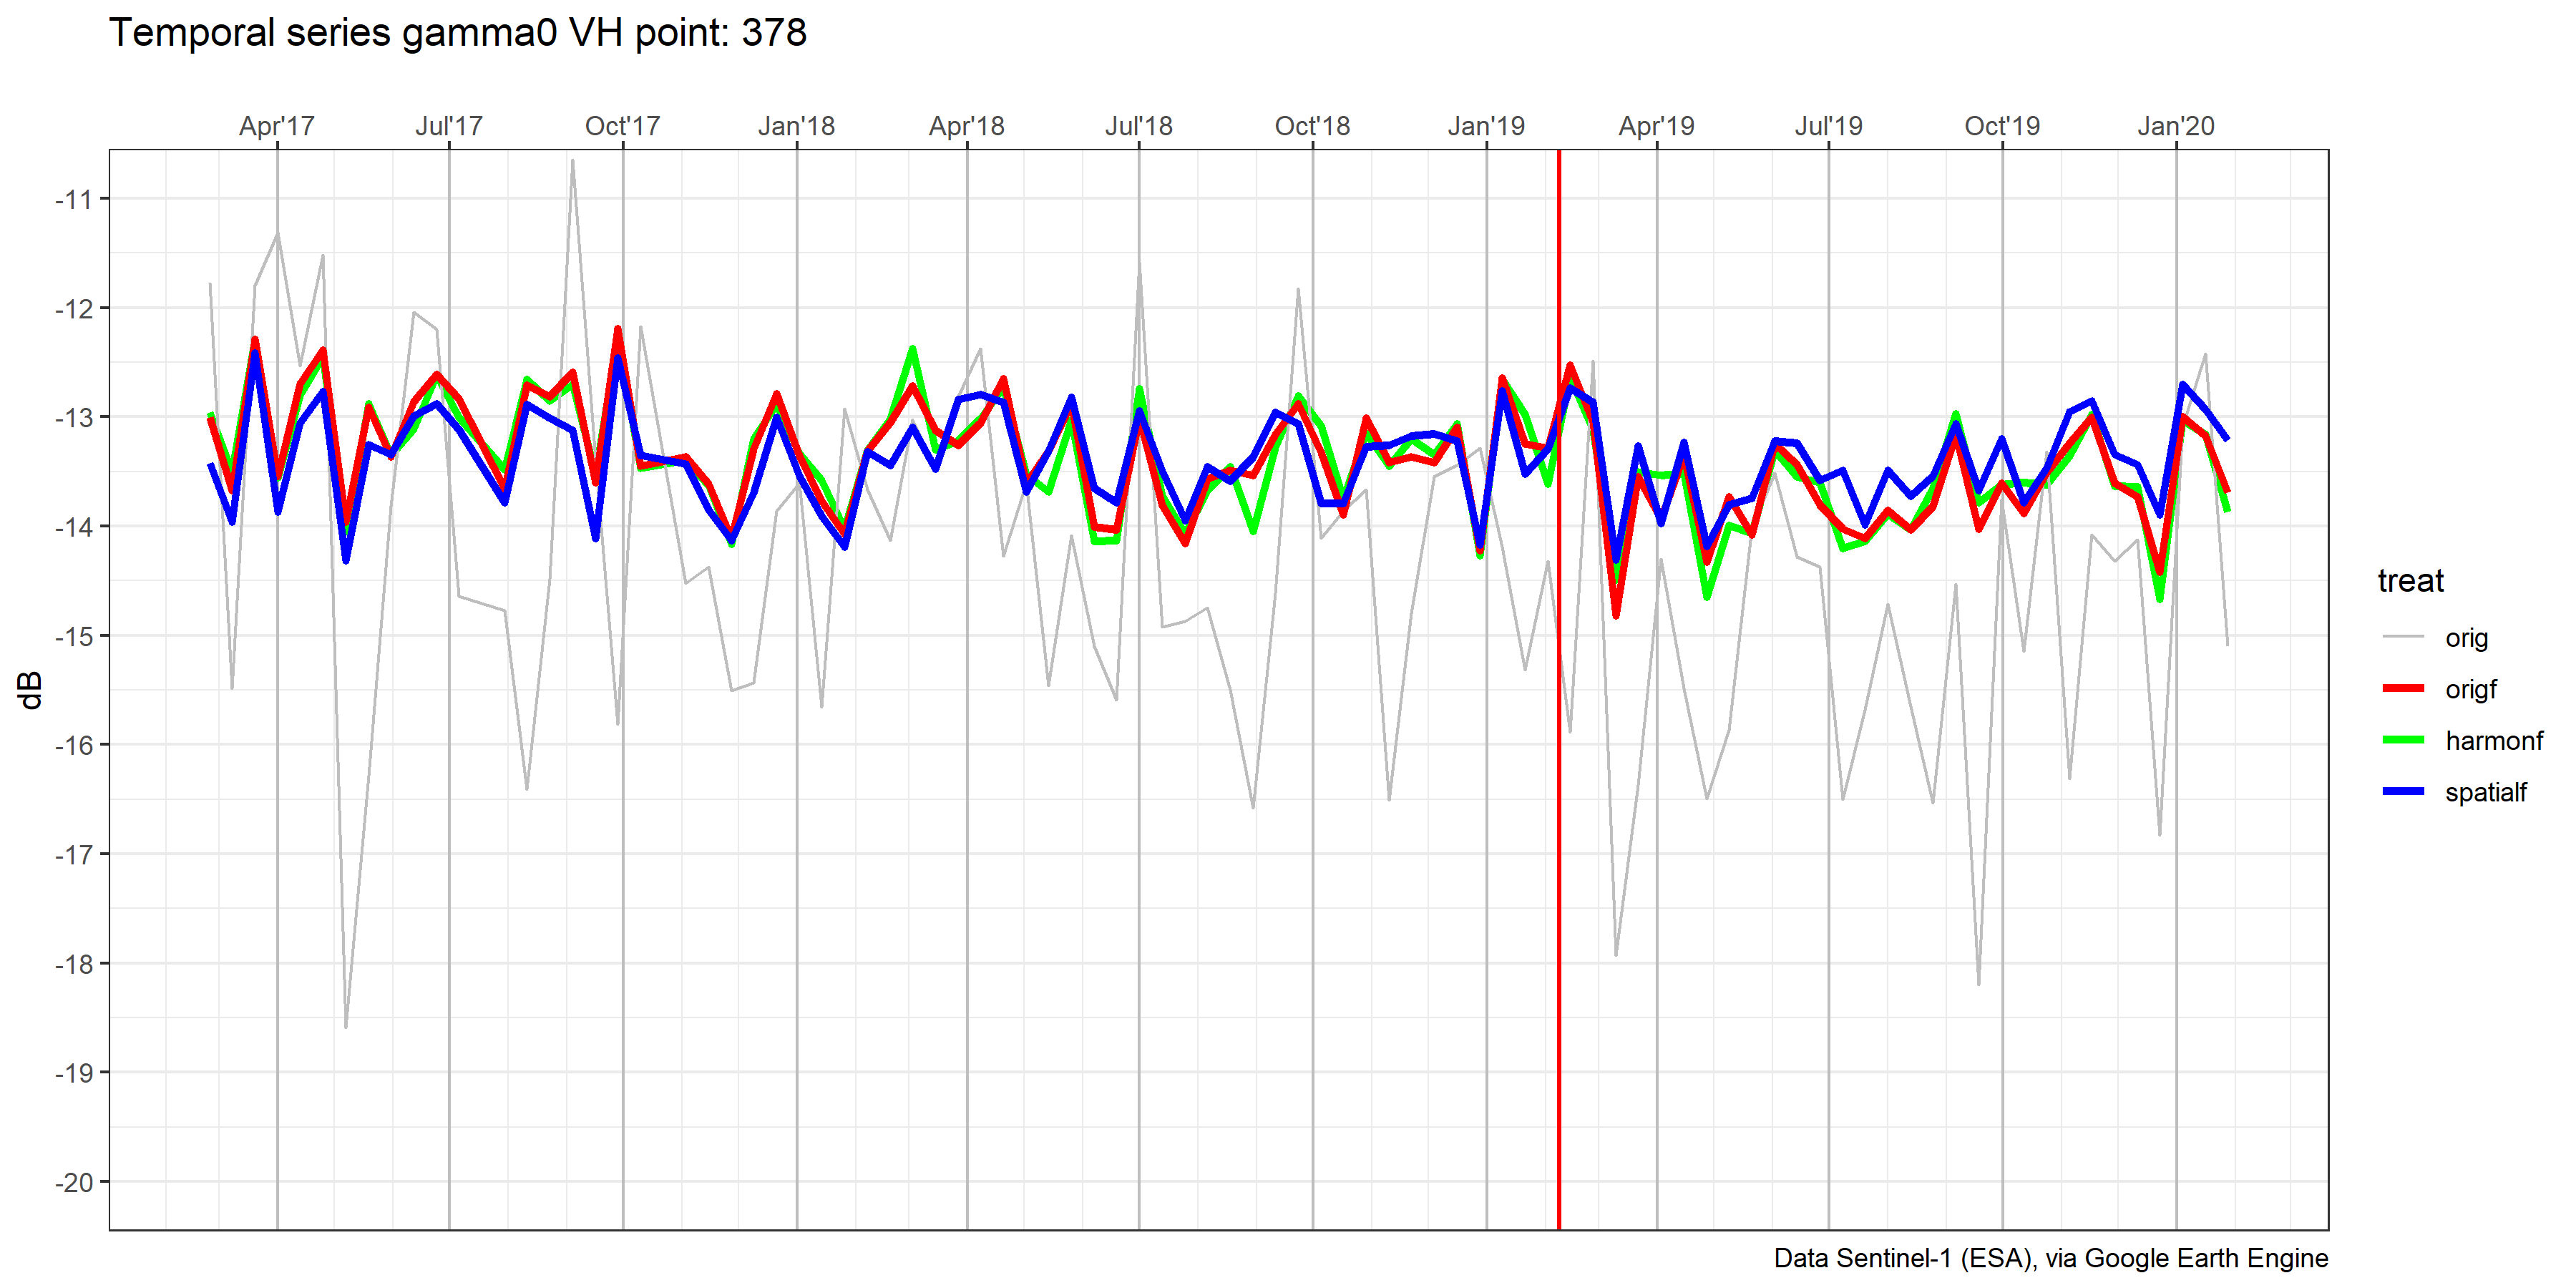 Temporal series gamma0 VH point: 378
Apr'17 Jul'17 Oct'17 Jan'18 Apr'18 Jul'18 Oct'18 Jan'19 Apr'19 Jul'19 Oct'19 Jan'20
-11
-12
-13
-14
-15
-16
-17
-18
-19
-20
dB
treat
orig
origf
harmonf
spatialf
Data Sentinel-1 (ESA), via Google Earth Engine